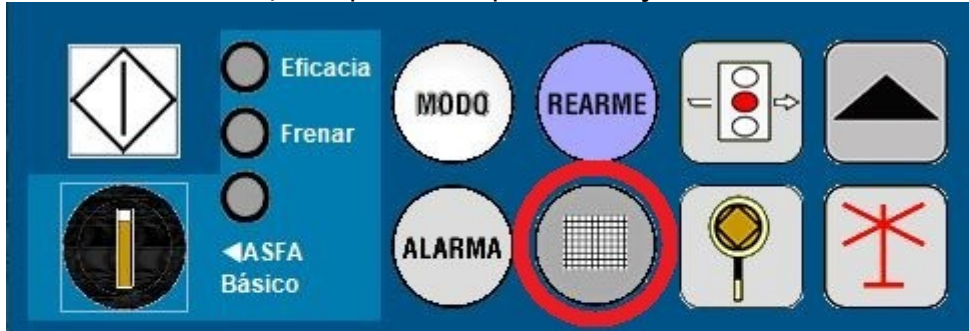 Eficacia
Frenar
◀ASFA
Básico
MODO
REARME
ALARMA